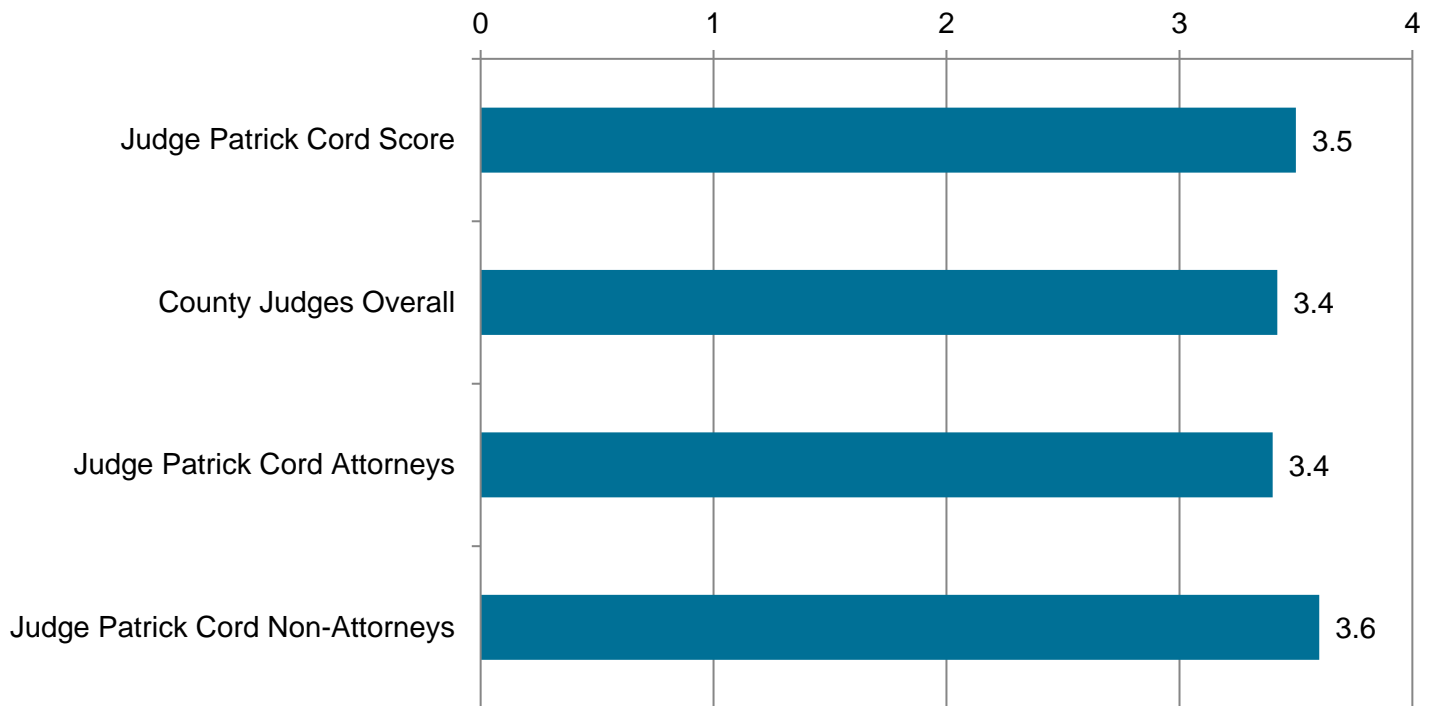 0 1 2 3 4
Judge Patrick Cord Score 3.5
County Judges Overall 3.4
Judge Patrick Cord Attorneys 3.4
Judge Patrick Cord Non-Attorneys 3.6